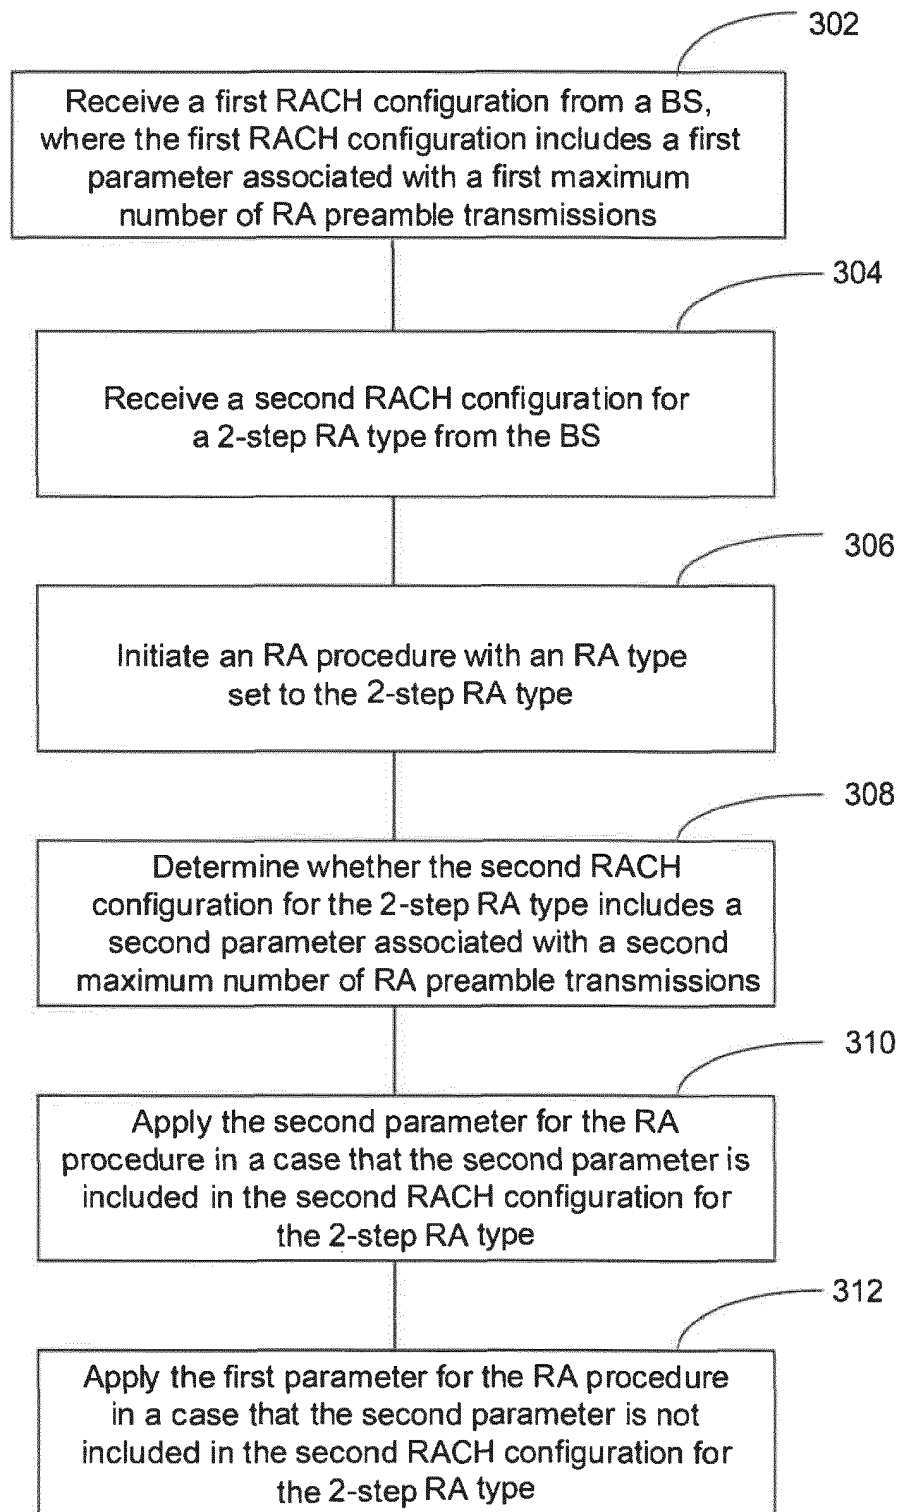 302
Receive a first RACH configuration from a BS,
where the first RACH configuration includes a first
parameter associated with a first maximum
number of RA preamble transmissions
304
Receive a second RACH configuration for
a 2-step RA type from the BS
306
Initiate an RA procedure with an RA type
set to the 2-step RA type
308
Determine whether the second RACH
configuration for the 2-step RA type includes a
second parameter associated with a second
maximum number of RA preamble transmissions
310
Apply the second parameter for the RA
procedure in a case that the second parameter is
included in the second RACH configuration for
the 2-step RA type
312
Apply the first parameter for the RA procedure
in a case that the second parameter is not
included in the second RACH configuration for
the 2-step RA type